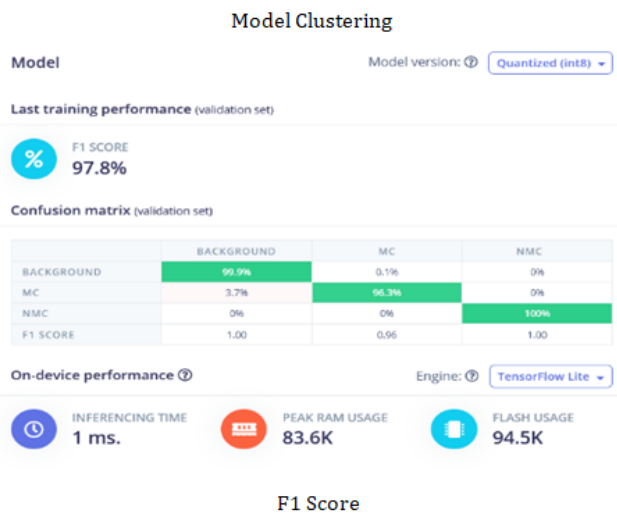 Model Clustering
Model Model version: Quantized (int8)
Last training performance (validation set)
% F1 SCORE
97.8%
Confusion matrix (validation set)
BACKGROUND MC NMC
BACKGROUND 99.9% 0.1% 0%
MC 3.7% 96.3% 0%
NMC 0% 0% 100%
F1 SCORE 1.00 0.96 1.00
On-device performance ? Engine: ? TensorFlow Lite
INFERENCING TIME PEAK RAM USAGE FLASH USAGE
1 ms. 83.6K 94.5K
F1 Score